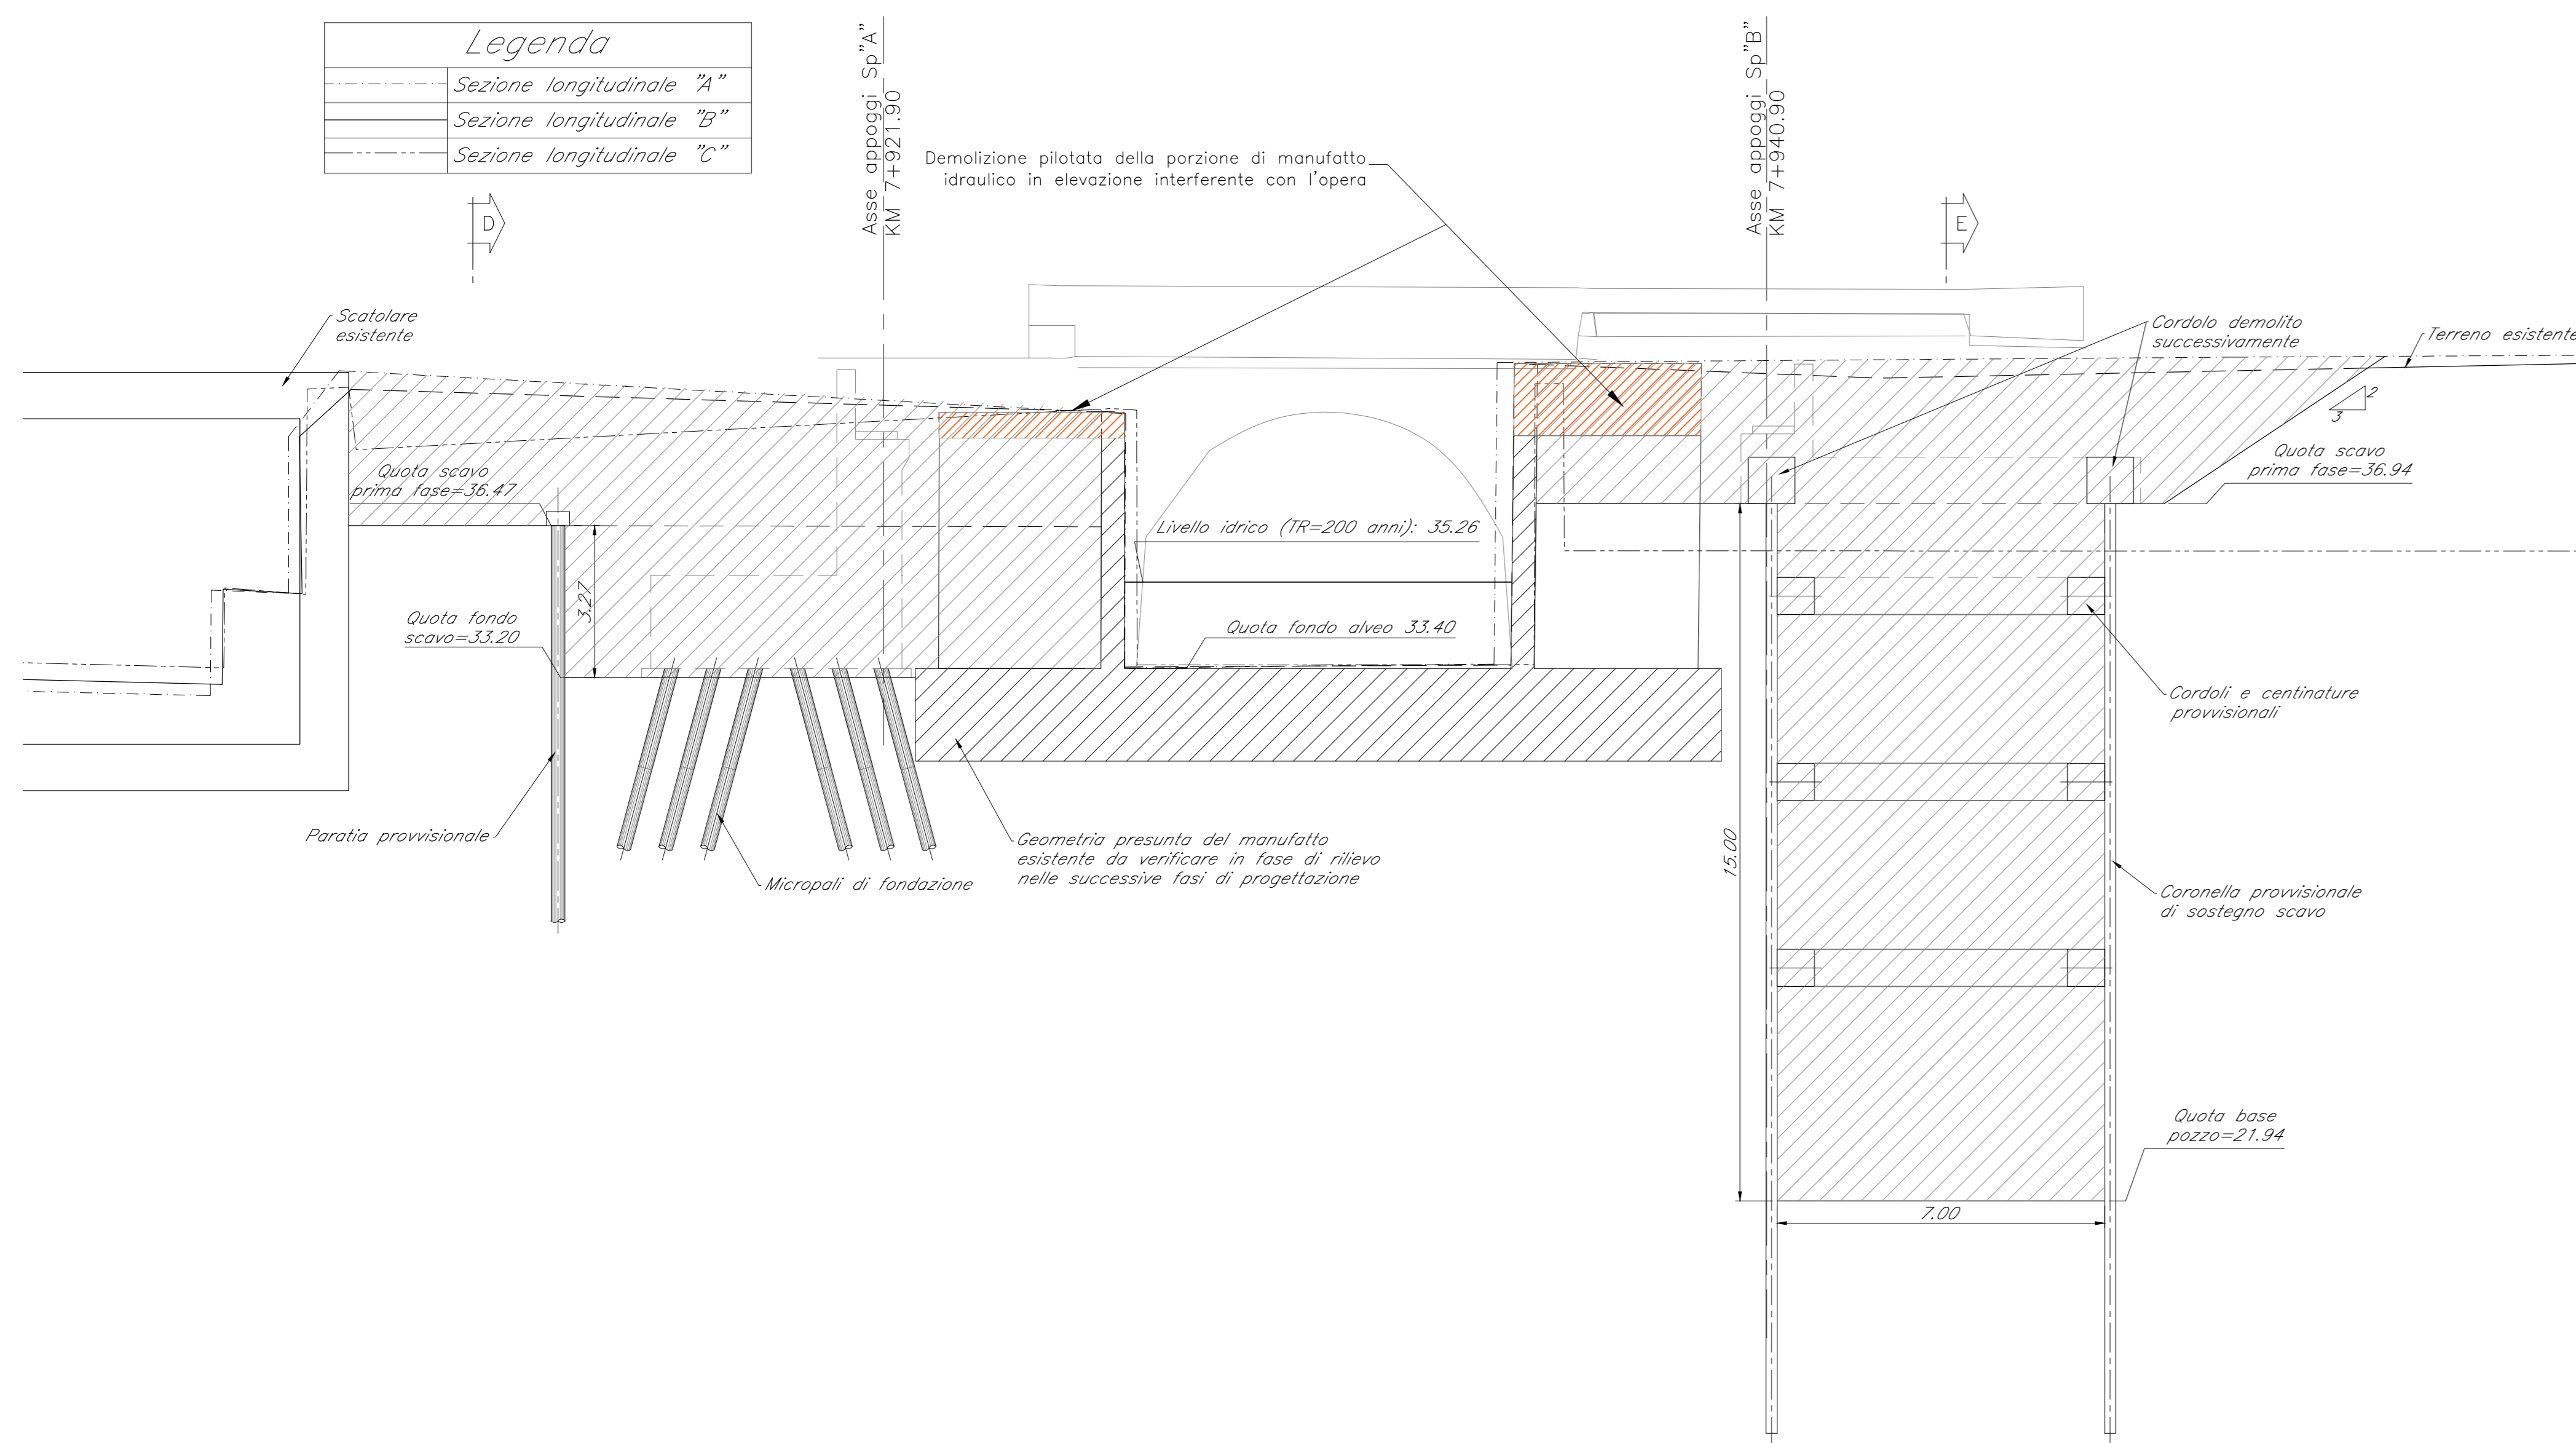 Legenda
Sezione longitudinale "A"
Sezione longitudinale "B"
Sezione longitudinale "C"
Asse appoggi Sp"A"
KM 7+921.90
Asse appoggi Sp"B"
KM 7+940.90
Demolizione pilotata della porzione di manufatto
idraulico in elevazione interferente con l'opera
D
E
Scatolare
esistente
Cordolo demolito
successivamente
Terreno esistente
2
3
Quota scavo
prima fase=36.47
Quota scavo
prima fase=36.94
Livello idrico (TR=200 anni): 35.26
3.27
Quota fondo
scavo=33.20
Quota fondo alveo 33.40
Cordoli e centinature
provvisionali
Paratia provvisionale
Geometria presunta del manufatto
esistente da verificare in fase di rilievo
nelle successive fasi di progettazione
Micropali di fondazione
15.00
Coronella provvisionale
di sostegno scavo
Quota base
pozzo=21.94
7.00